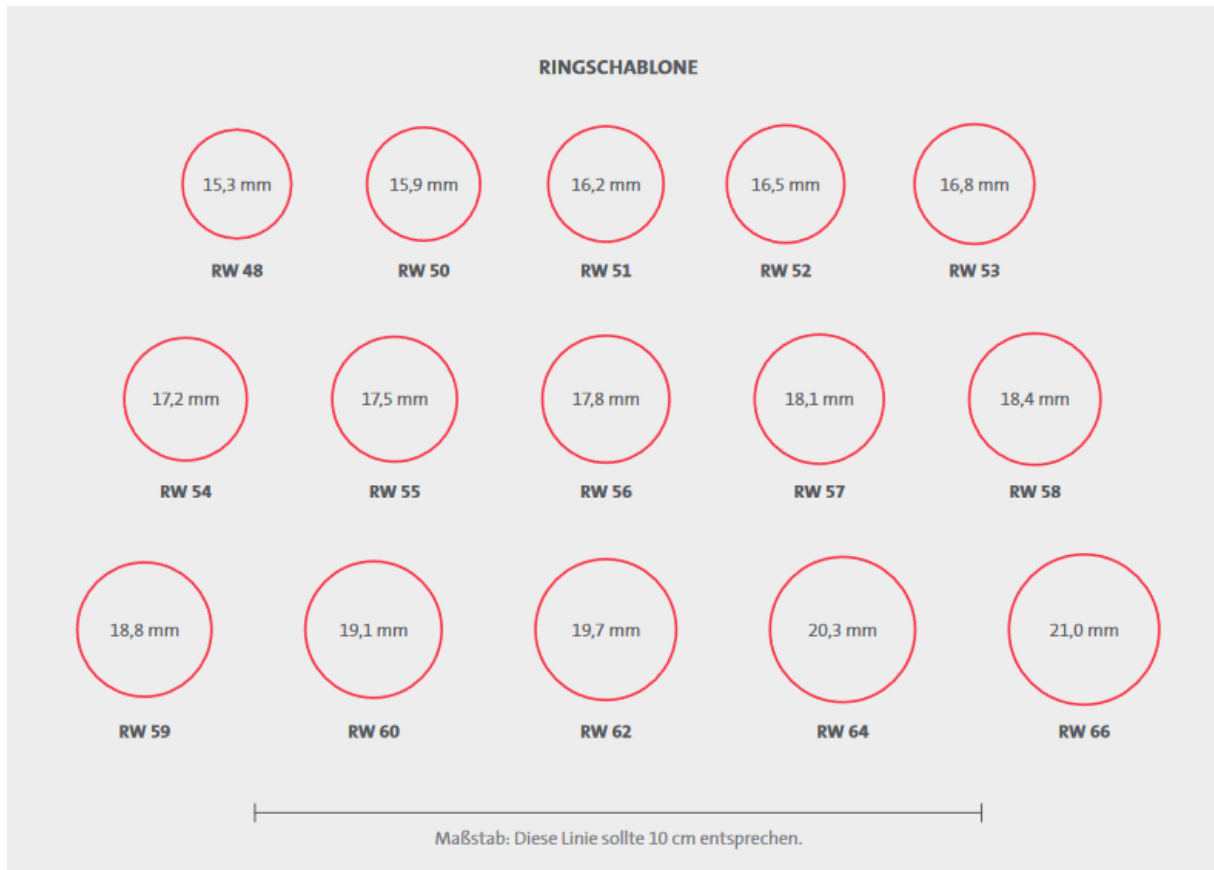 RINGSCHABLONE
15,3 mm 15,9 mm 16,2 mm 16,5 mm 16,8 mm
RW 48 RW 50 RW 51 RW 52 RW 53
17,2 mm 17,5 mm 17,8 mm 18,1 mm 18,4 mm
RW 54 RW 55 RW 56 RW 57 RW 58
18,8 mm 19,1 mm 19,7 mm 20,3 mm 21,0 mm
RW 59 RW 60 RW 62 RW 64 RW 66
Maßstab: Diese Linie sollte 10 cm entsprechen.